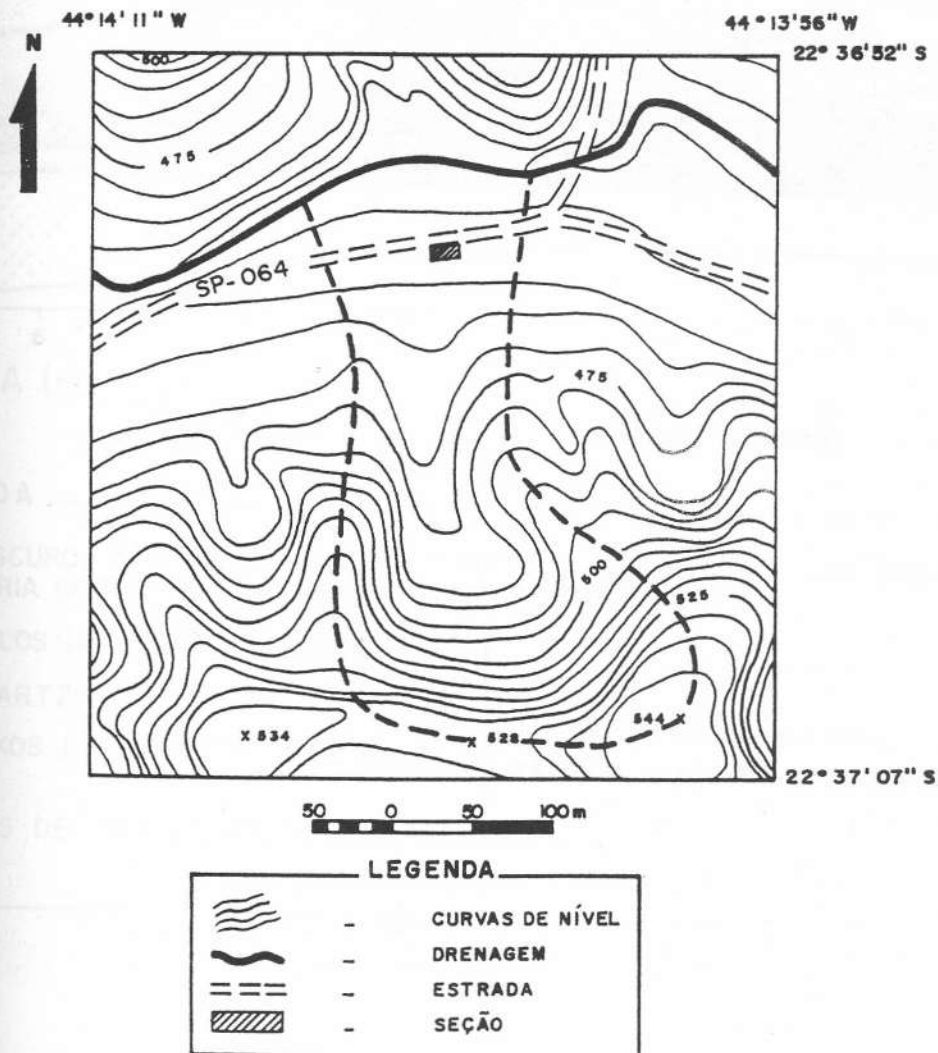 44°14'11" W
44°13'56" W
N
22°36'52" S
500
475
SP-064
475
500
525
544
x 534
528
22°37'07" S
50 0 50 100m
LEGENDA
- CURVAS DE NÍVEL
- DRENAGEM
- ESTRADA
- SEÇÃO